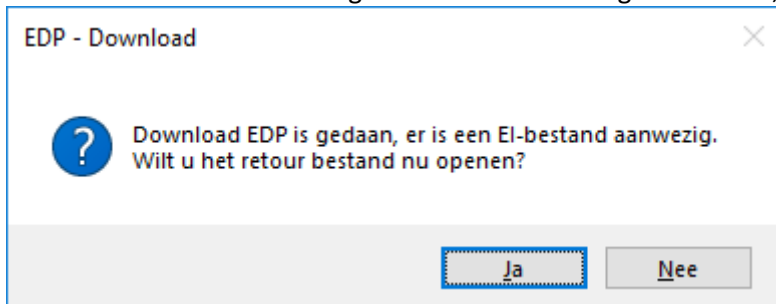 EDP - Download
Download EDP is gedaan, er is een EI-bestand aanwezig.
Wilt u het retour bestand nu openen?
Ja
Nee